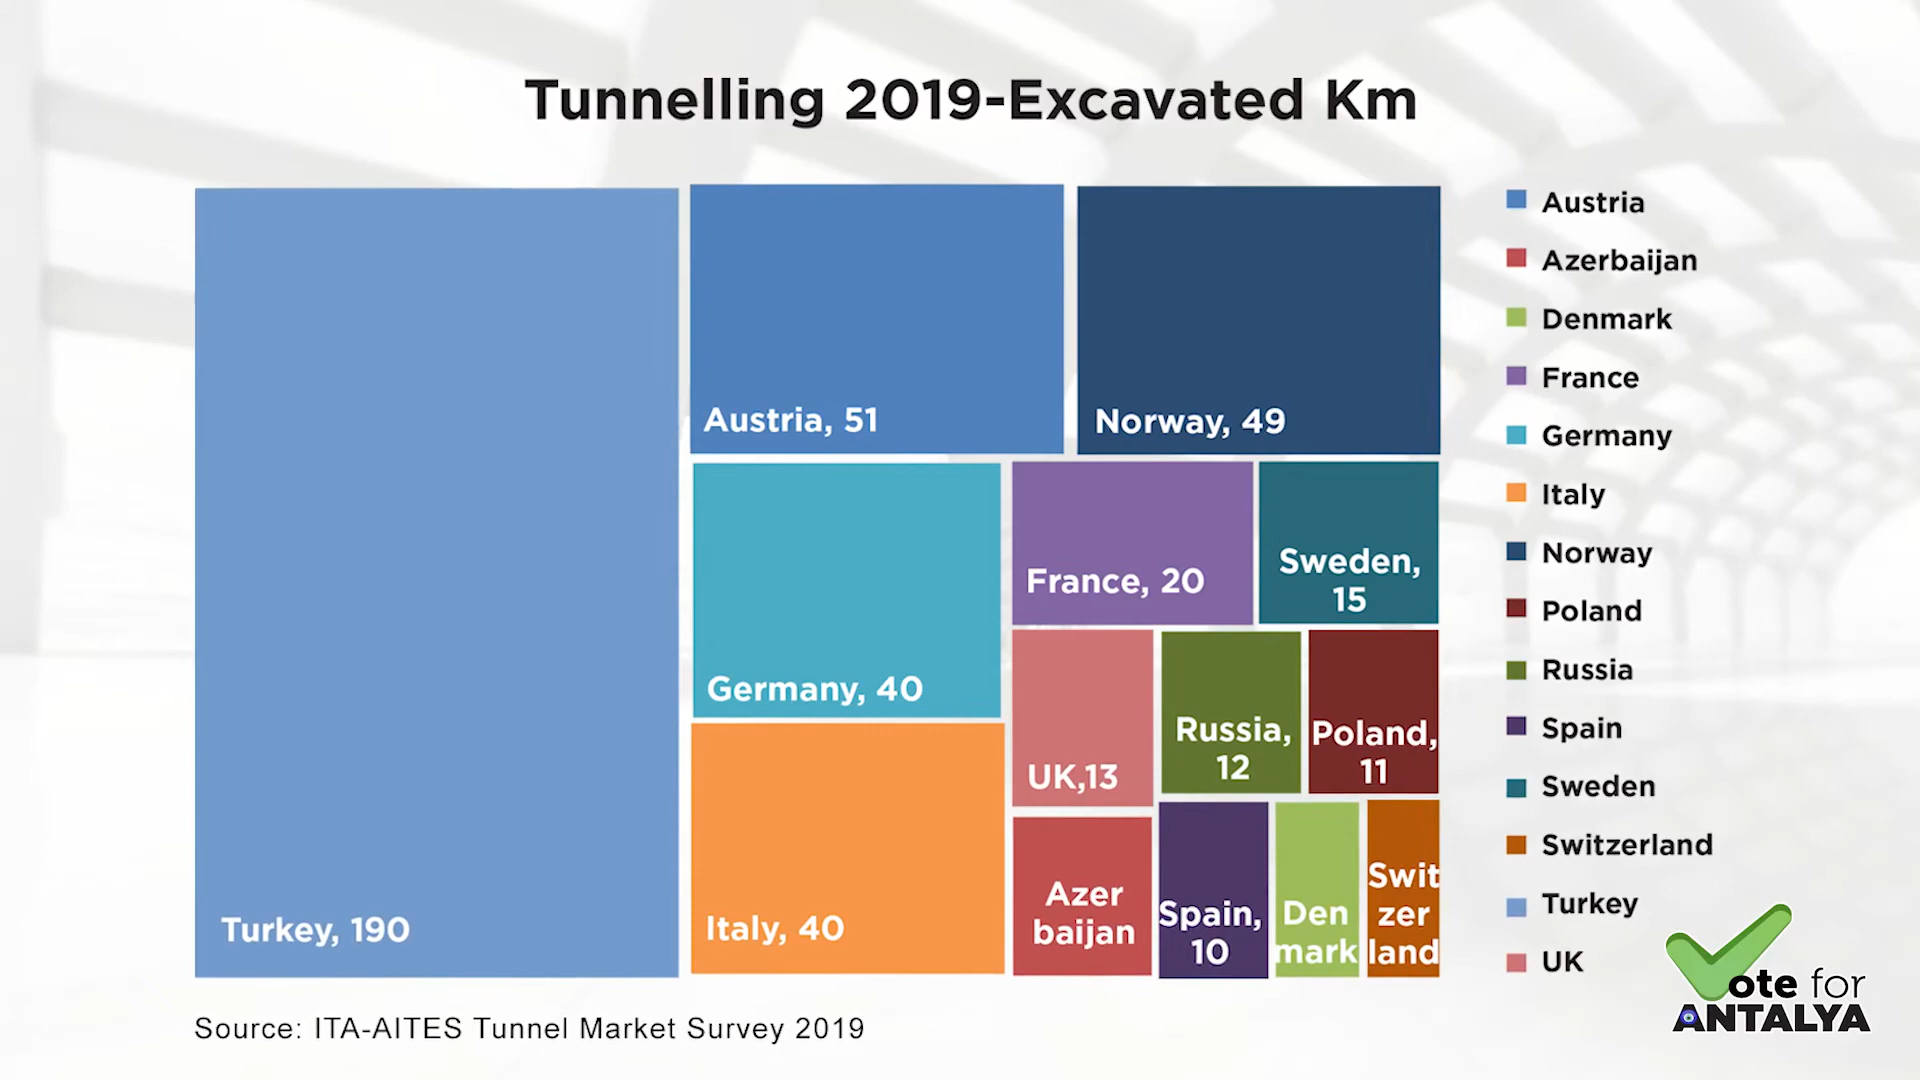 Tunnelling 2019-Excavated Km
Turkey, 190
Austria, 51
Norway, 49
Germany, 40
Italy, 40
France, 20
Sweden,
15
UK,13
Russia,
12
Poland,
11
Azer
baijan
Spain,
10
Den
mark
Swit
zer
land
Austria
Azerbaijan
Denmark
France
Germany
Italy
Norway
Poland
Russia
Spain
Sweden
Switzerland
Turkey
UK
Source: ITA-AITES Tunnel Market Survey 2019
Vote for
ANTALYA